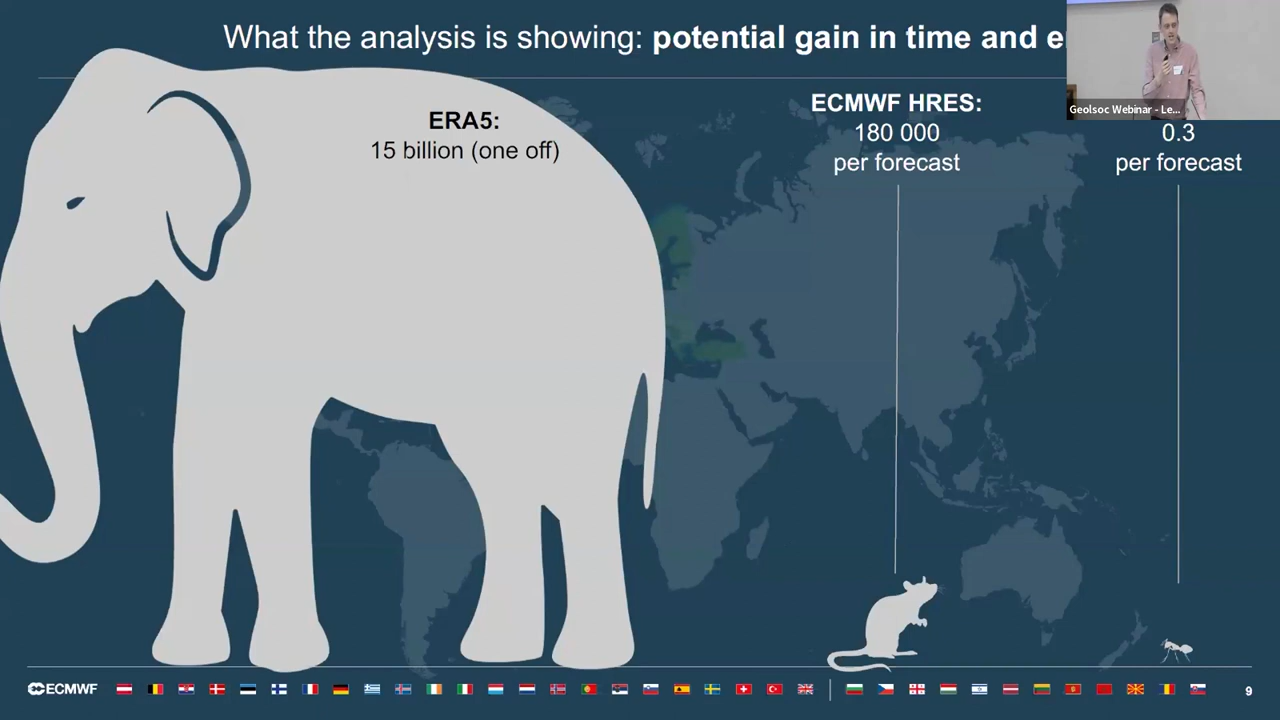 What the analysis is showing: potential gain in time and
Geolsoc Webinar - Le...
ERA5:
15 billion (one off)
ECMWF HRES:
180 000
per forecast
0.3
per forecast
ECMWF
9